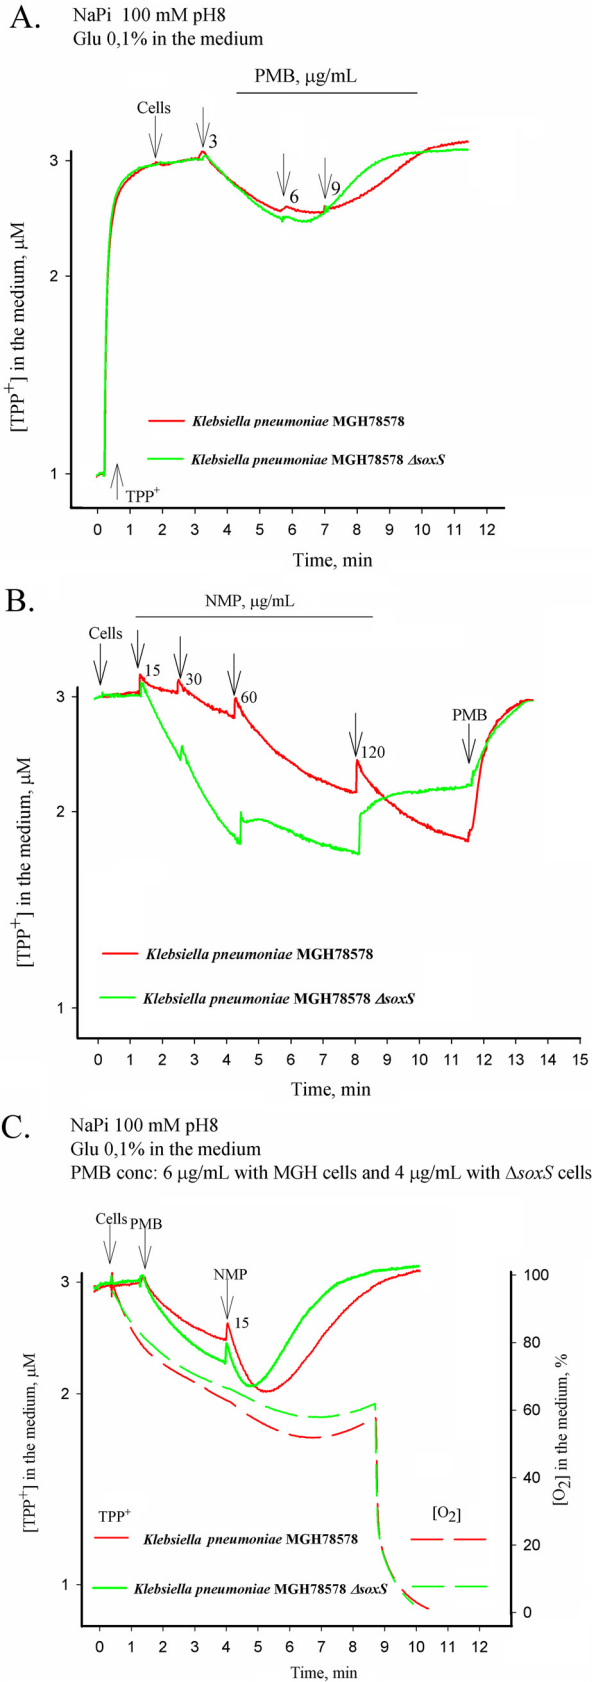 A.
NaPi 100 mM pH8
Glu 0,1% in the medium
PMB, µg/mL
Cells
3
6
9
3
2
1
[TPP+] in the medium, µM
Klebsiella pneumoniae MGH78578
Klebsiella pneumoniae MGH78578 ΔsoxS
TPP+
0 1 2 3 4 5 6 7 8 9 10 11 12
Time, min
B.
NMP, µg/mL
Cells
15
30
60
120
PMB
3
2
1
[TPP+] in the medium, µM
Klebsiella pneumoniae MGH78578
Klebsiella pneumoniae MGH78578 ΔsoxS
0 1 2 3 4 5 6 7 8 9 10 11 12 13 14 15
Time, min
C.
NaPi 100 mM pH8
Glu 0,1% in the medium
PMB conc: 6 µg/mL with MGH cells and 4 µg/mL with ΔsoxS cells
Cells
PMB
NMP
15
3
2
1
[TPP+] in the medium, µM
100
80
60
40
20
0
[O2] in the medium, %
TPP+
[O2]
Klebsiella pneumoniae MGH78578
Klebsiella pneumoniae MGH78578 ΔsoxS
0 1 2 3 4 5 6 7 8 9 10 11 12
Time, min